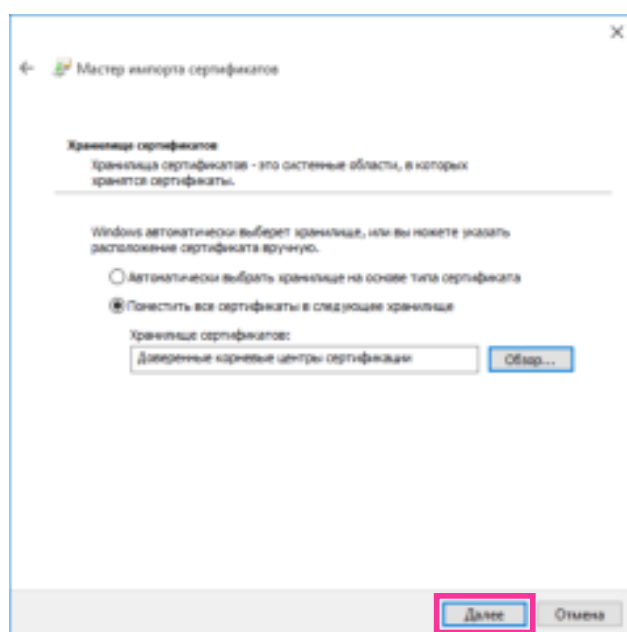 Мастер импорта сертификатов
Хранилище сертификатов
Хранилища сертификатов - это системные области, в которых
хранятся сертификаты.
Windows автоматически выберет хранилище, или вы можете указать
расположение сертификата вручную.
Автоматически выбрать хранилище на основе типа сертификата
Поместить все сертификаты в следующее хранилище
Хранилище сертификатов:
Доверенные корневые центры сертификации
Обзор...
Далее
Отмена